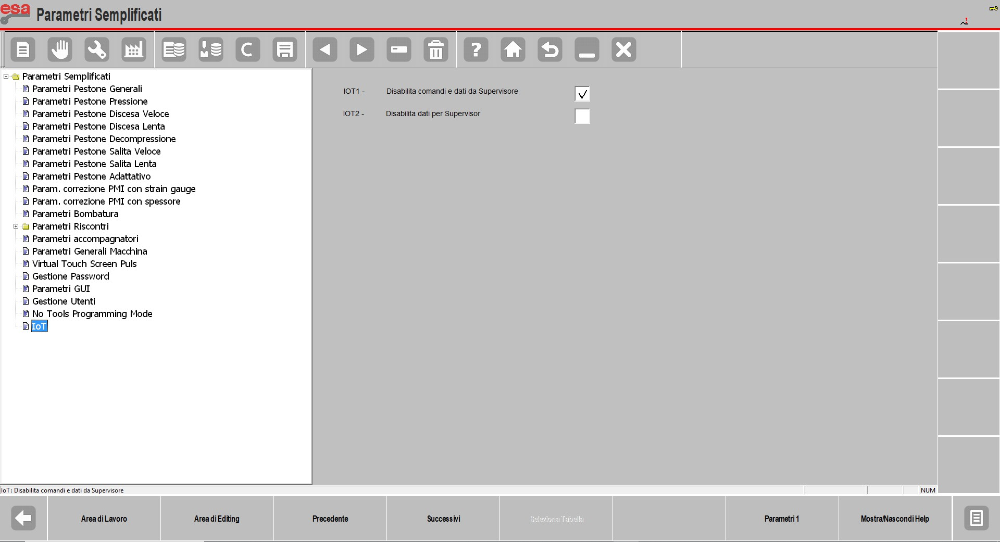 esa
Parametri Semplificati
C
?
Parametri Semplificati
Parametri Pestone Generali
Parametri Pestone Pressione
Parametri Pestone Discesa Veloce
Parametri Pestone Discesa Lenta
Parametri Pestone Decompressione
Parametri Pestone Salita Veloce
Parametri Pestone Salita Lenta
Parametri Pestone Adattativo
Param. correzione PMI con strain gauge
Param. correzione PMI con spessore
Parametri Bombatura
Parametri Riscontri
Parametri accompagnatori
Parametri Generali Macchina
Virtual Touch Screen Puls
Gestione Password
Parametri GUI
Gestione Utenti
No Tools Programming Mode
IoT
IOT1 - Disabilita comandi e dati da Supervisore
IOT2 - Disabilita dati per Supervisor
IoT : Disabilita comandi e dati da Supervisore
NUM
Area di Lavoro
Area di Editing
Precedente
Successivi
Seleziona Tabella
Parametri 1
Mostra/Nascondi Help